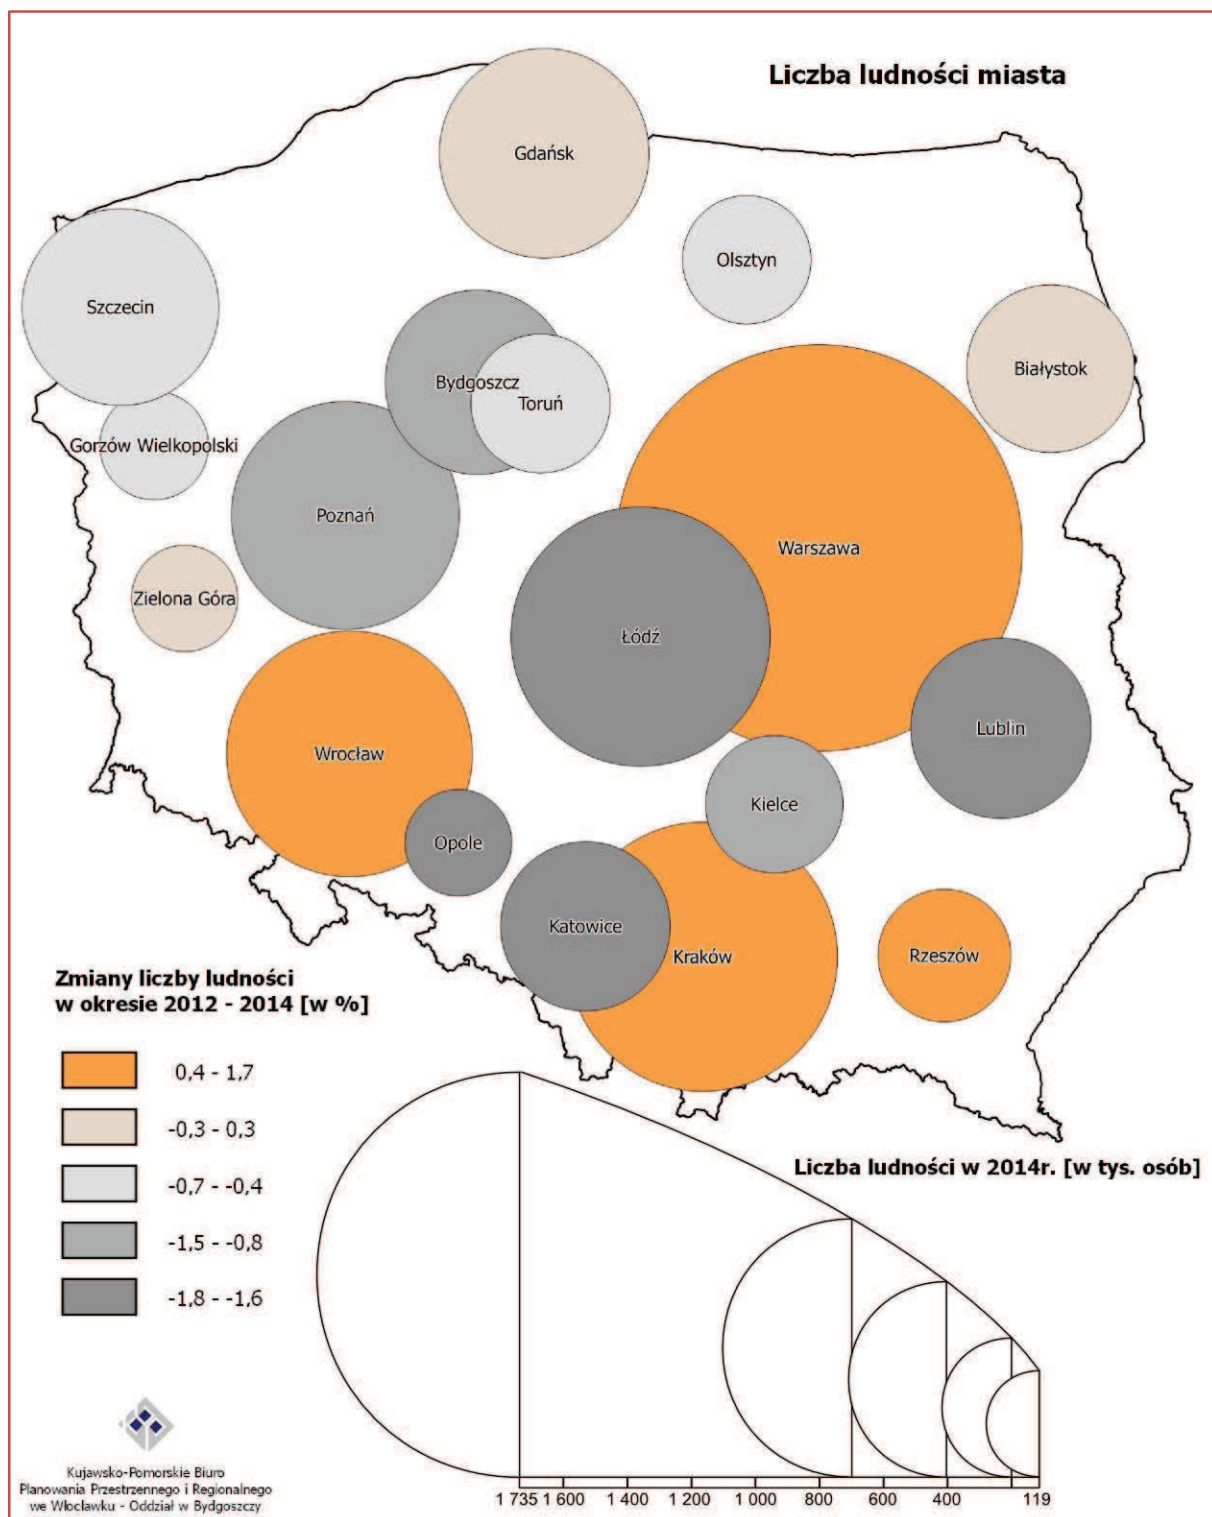 Liczba ludności miasta
Gdańsk
Olsztyn
Szczecin
Białystok
Bydgoszcz
Toruń
Gorzów Wielkopolski
Poznań
Warszawa
Zielona Góra
Łódź
Lublin
Wrocław
Kielce
Opole
Katowice
Kraków
Rzeszów
Zmiany liczby ludności
w okresie 2012 - 2014 [w %]
0,4 - 1,7
-0,3 - 0,3
-0,7 - -0,4
-1,5 - -0,8
-1,8 - -1,6
Liczba ludności w 2014r. [w tys. osób]
1 735 1 600 1 400 1 200 1 000 800 600 400 119
Kujawsko-Pomorskie Biuro
Planowania Przestrzennego i Regionalnego
we Włocławku - Oddział w Bydgoszczy